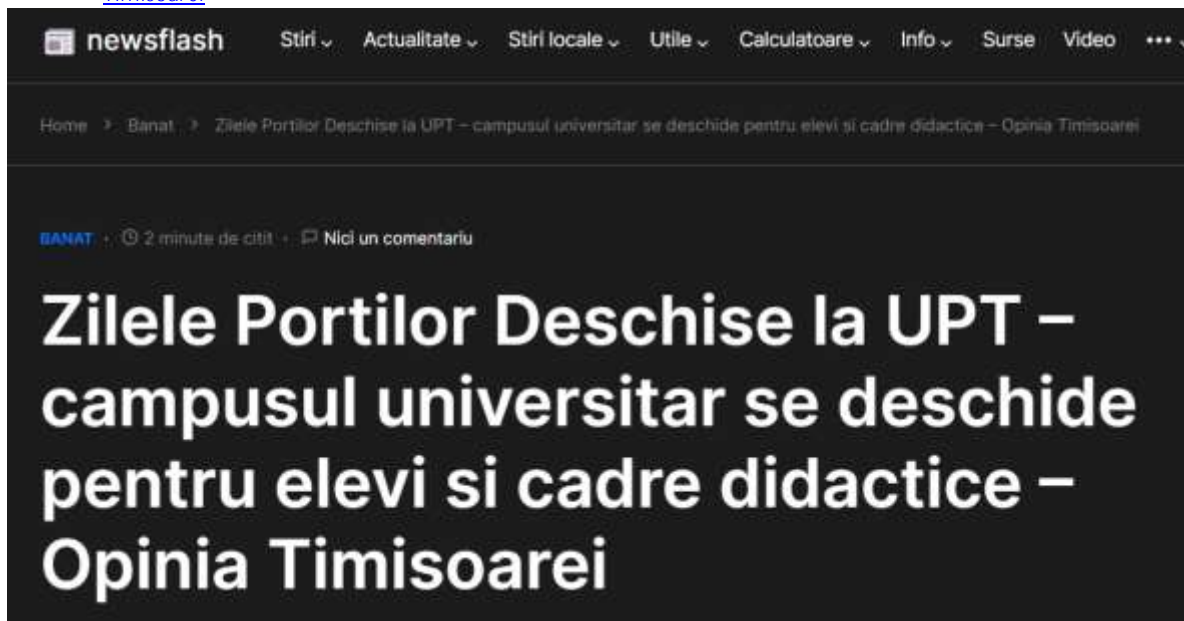 Timisoarei
newsflash Stiri Actualitate Stiri locale Utile Calculatoare Info Surse Video
Home > Banat > Zilele Portilor Deschise la UPT – campusul universitar se deschide pentru elevi si cadre didactice – Opinia Timisoarei
BANAT • 2 minute de citit • Nici un comentariu
Zilele Portilor Deschise la UPT –
campusul universitar se deschide
pentru elevi si cadre didactice –
Opinia Timisoarei